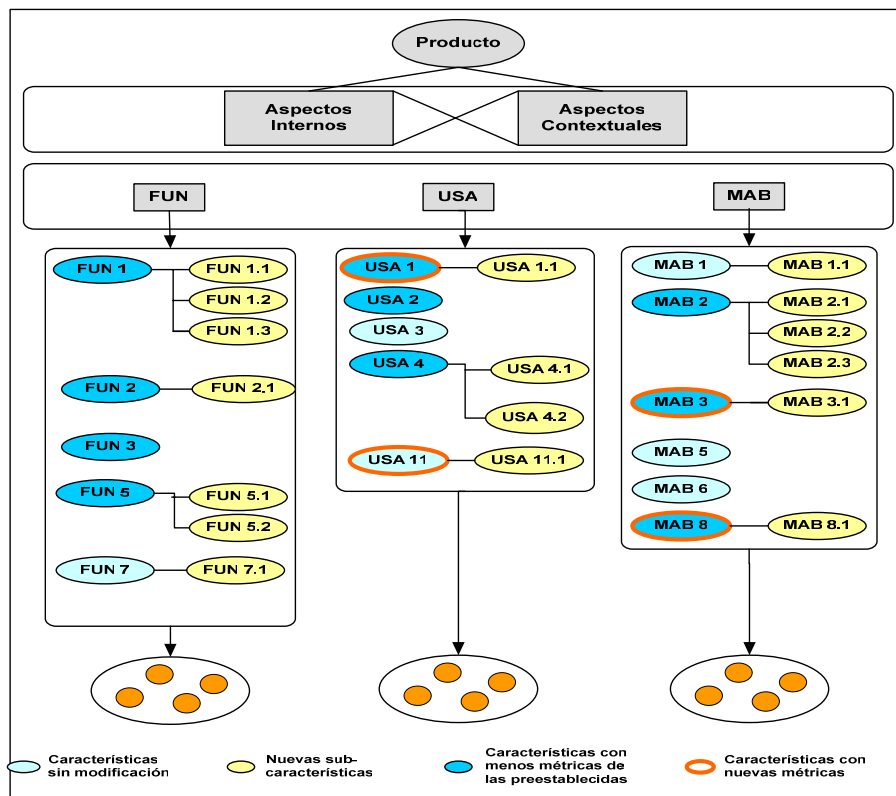 Producto
Aspectos
Internos
Aspectos
Contextuales
FUN
USA
MAB
FUN 1
FUN 1.1
FUN 1.2
FUN 1.3
FUN 2
FUN 2.1
FUN 3
FUN 5
FUN 5.1
FUN 5.2
FUN 7
FUN 7.1
USA 1
USA 1.1
USA 2
USA 3
USA 4
USA 4.1
USA 4.2
USA 11
USA 11.1
MAB 1
MAB 1.1
MAB 2
MAB 2.1
MAB 2.2
MAB 2.3
MAB 3
MAB 3.1
MAB 5
MAB 6
MAB 8
MAB 8.1
Características
sin modificación
Nuevas sub-
características
Características con
menos métricas de
las preestablecidas
Características con
nuevas métricas